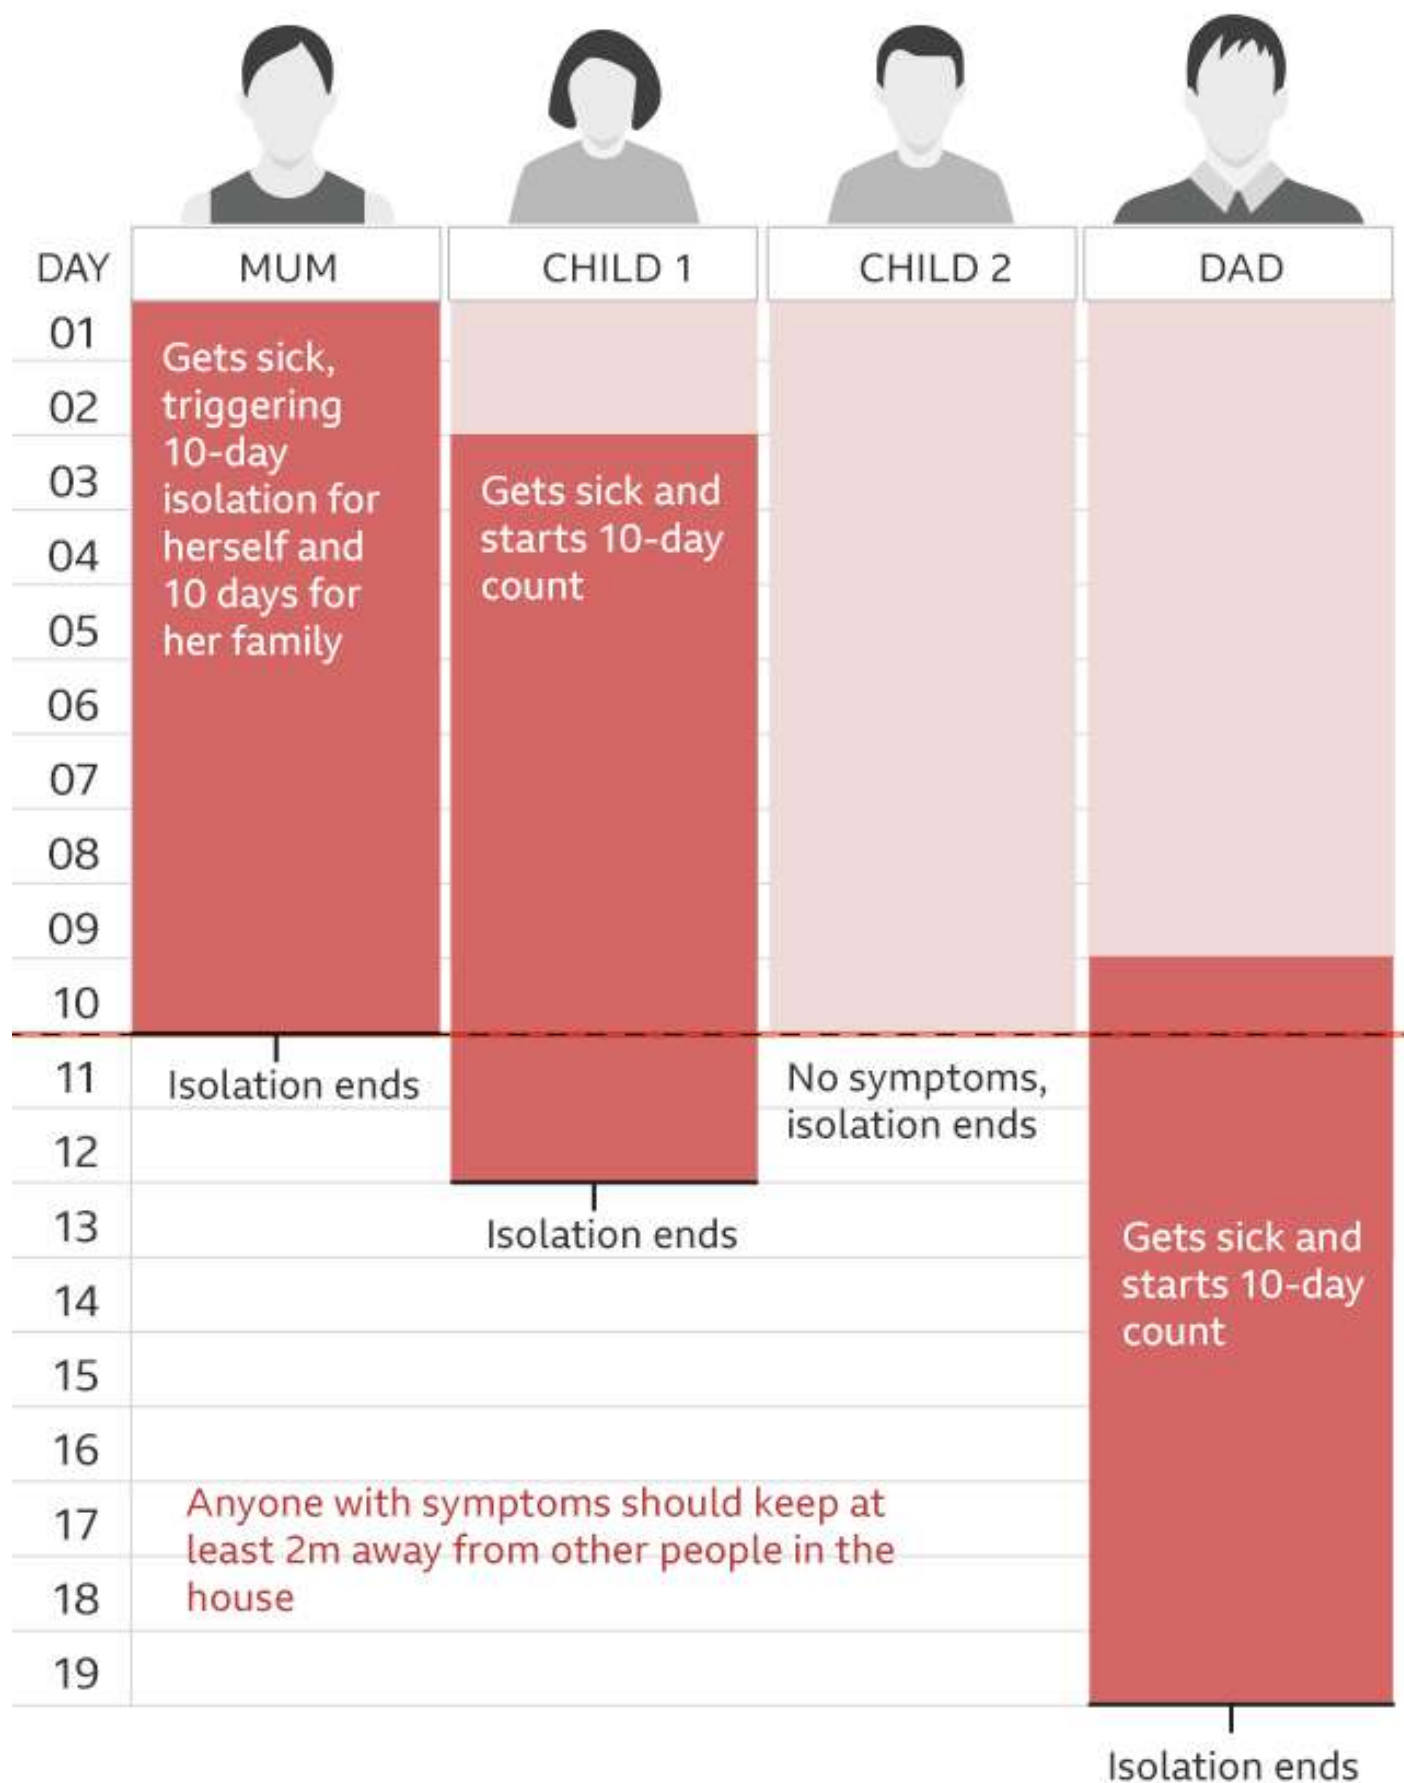 DAY
MUM
CHILD 1
CHILD 2
DAD
01
02
03
04
05
06
07
08
09
10
11
12
13
14
15
16
17
18
19
Gets sick,
triggering
10-day
isolation for
herself and
10 days for
her family
Isolation ends
Gets sick and
starts 10-day
count
Isolation ends
No symptoms,
isolation ends
Gets sick and
starts 10-day
count
Isolation ends
Anyone with symptoms should keep at
least 2m away from other people in the
house